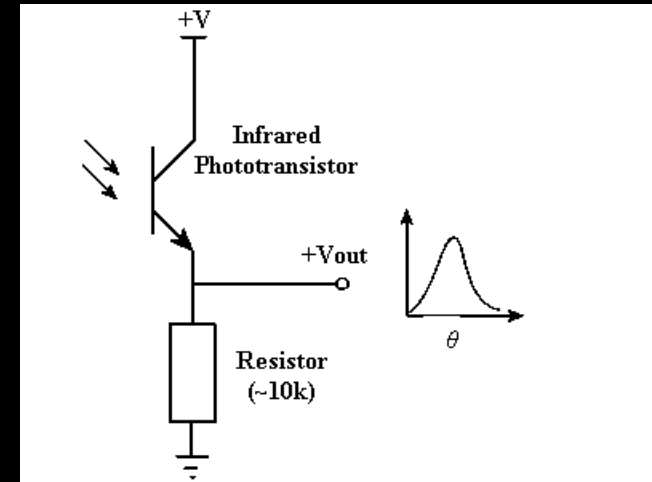 +V
Infrared
Phototransistor
+Vout
θ
Resistor
(~10k)